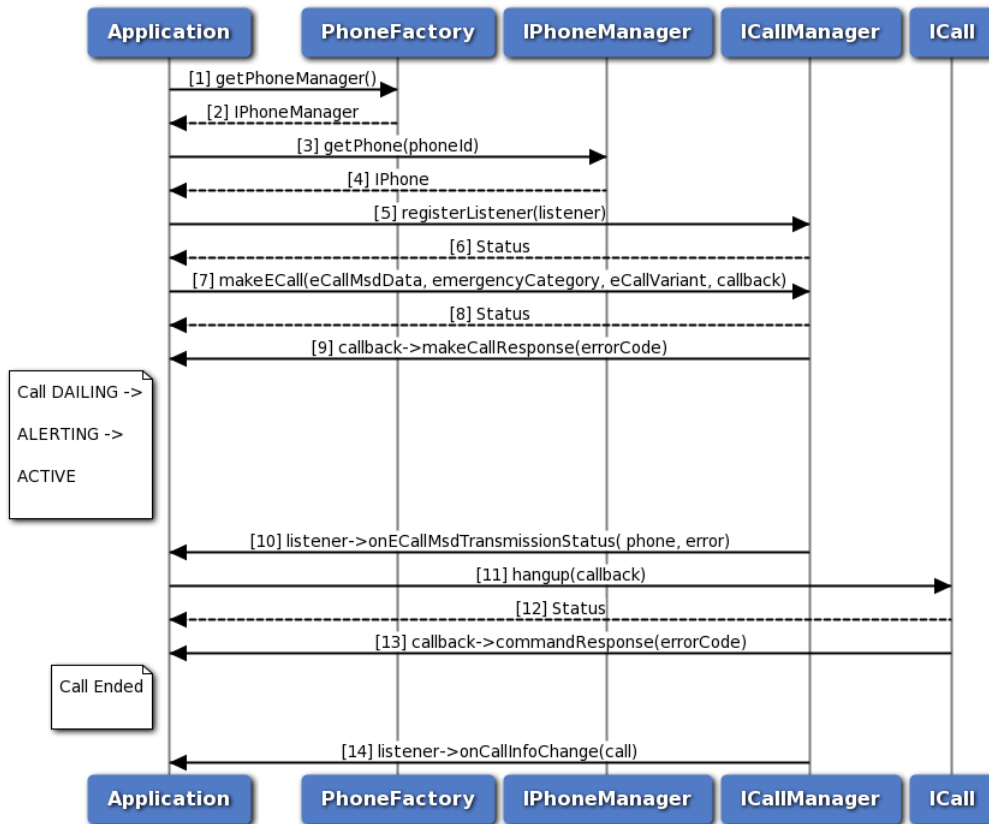 Application PhoneFactory IPhoneManager ICallManager ICall
[1] getPhoneManager()
[2] IPhoneManager
[3] getPhone(phoneId)
[4] IPhone
[5] registerListener(listener)
[6] Status
[7] makeECall(eCallMsdData, emergencyCategory, eCallVariant, callback)
[8] Status
[9] callback->makeCallResponse(errorCode)
Call DAILING ->
ALERTING ->
ACTIVE
[10] listener->onECallMsdTransmissionStatus( phone, error)
[11] hangup(callback)
[12] Status
[13] callback->commandResponse(errorCode)
Call Ended
[14] listener->onCallInfoChange(call)
Application PhoneFactory IPhoneManager ICallManager ICall